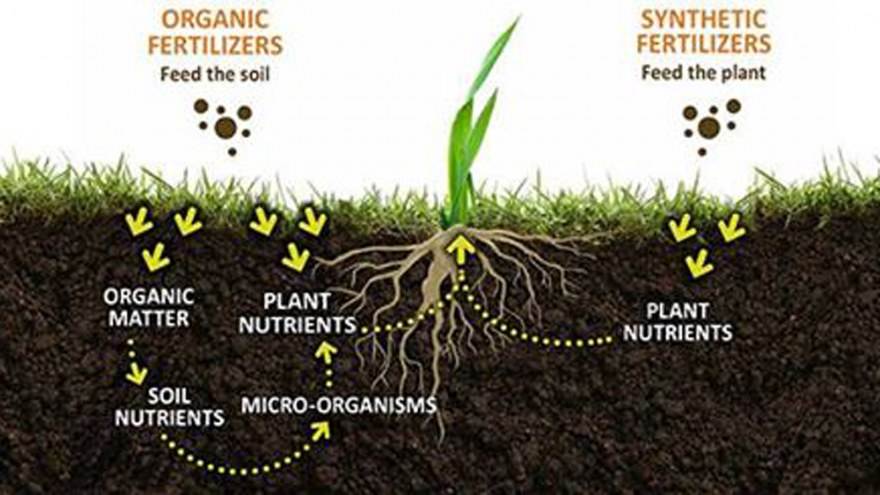 ORGANIC
FERTILIZERS
Feed the soil
SYNTHETIC
FERTILIZERS
Feed the plant
ORGANIC
MATTER
PLANT
NUTRIENTS
PLANT
NUTRIENTS
SOIL
NUTRIENTS
MICRO-ORGANISMS